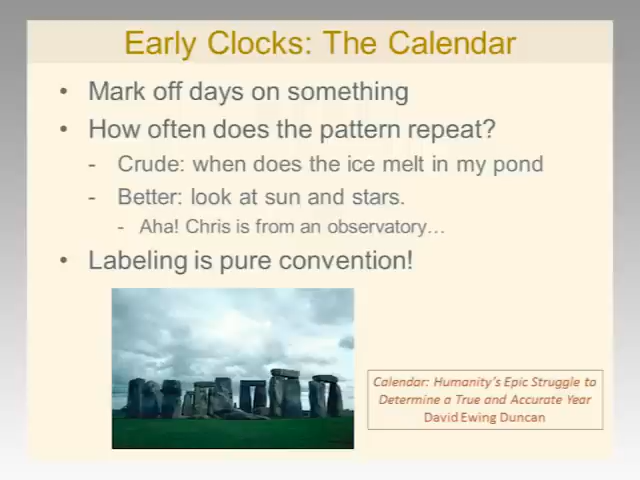 Early Clocks: The Calendar
• Mark off days on something
• How often does the pattern repeat?
- Crude: when does the ice melt in my pond
- Better: look at sun and stars.
- Aha! Chris is from an observatory…
• Labeling is pure convention!
Calendar: Humanity's Epic Struggle to
Determine a True and Accurate Year
David Ewing Duncan